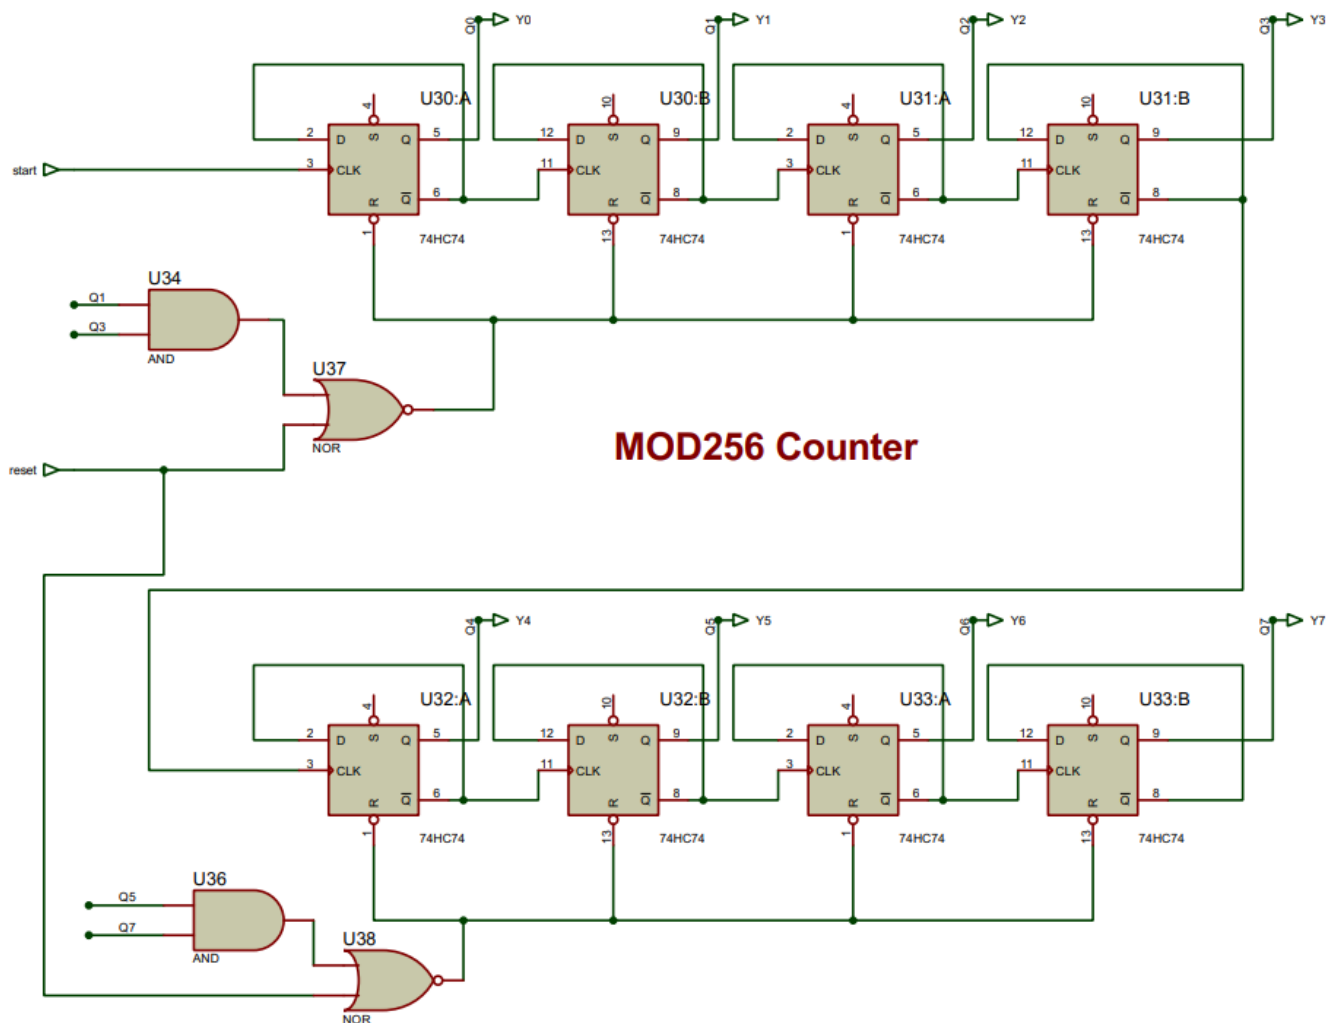 Q0 Y0 Q1 Y1 Q2 Y2 Q3 Y3
U30:A U30:B U31:A U31:B
4 10 4 10
2 D S Q 5 12 D S Q 9 2 D S Q 5 12 D S Q 9
start 3 CLK 11 CLK 3 CLK 11 CLK
R Q 6 R Q 8 R Q 6 R Q 8
1 74HC74 13 74HC74 1 74HC74 13 74HC74
U34
Q1
Q3
AND
U37
NOR
MOD256 Counter
reset
Q4 Y4 Q5 Y5 Q6 Y6 Q7 Y7
U32:A U32:B U33:A U33:B
4 10 4 10
2 D S Q 5 12 D S Q 9 2 D S Q 5 12 D S Q 9
3 CLK 11 CLK 3 CLK 11 CLK
R Q 6 R Q 8 R Q 6 R Q 8
1 74HC74 13 74HC74 1 74HC74 13 74HC74
U36
Q5
Q7
AND
U38
NOR